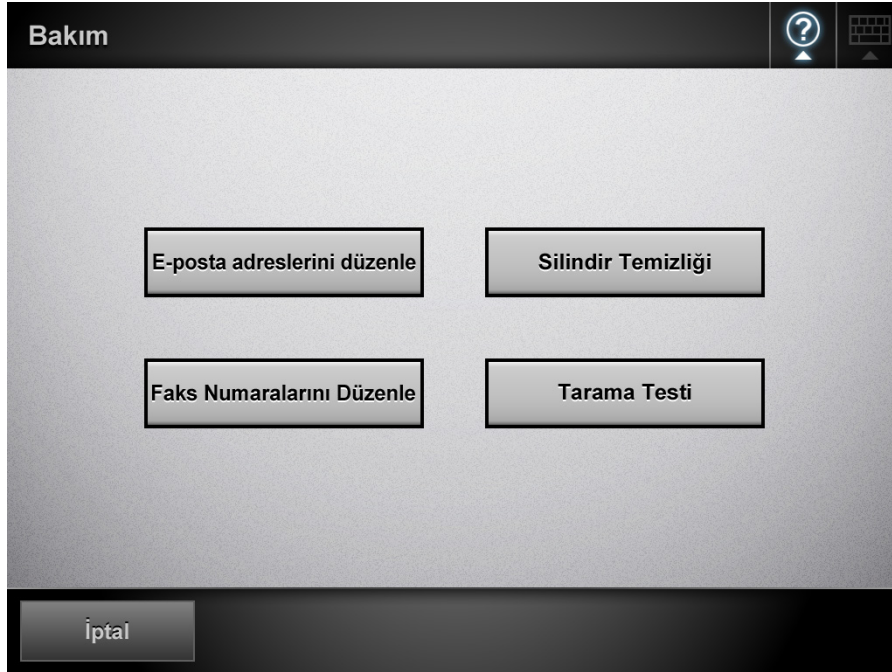 Bakım
?
E-posta adreslerini düzenle
Silindir Temizliği
Faks Numaralarını Düzenle
Tarama Testi
İptal